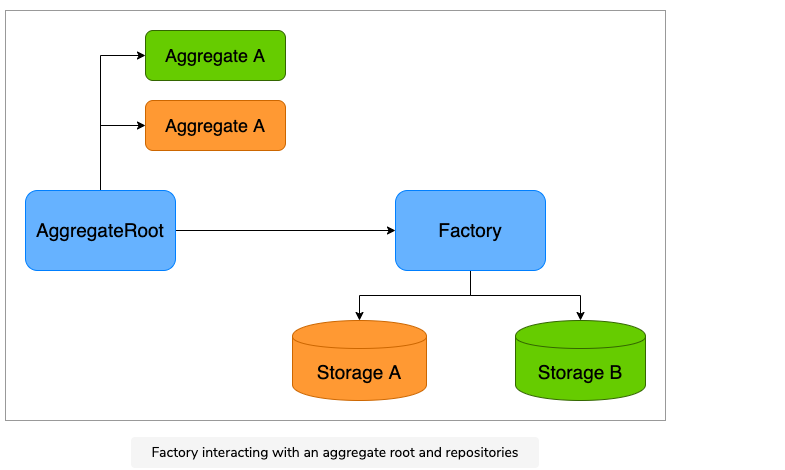 Aggregate A
Aggregate A
AggregateRoot
Factory
Storage A
Storage B
Factory interacting with an aggregate root and repositories